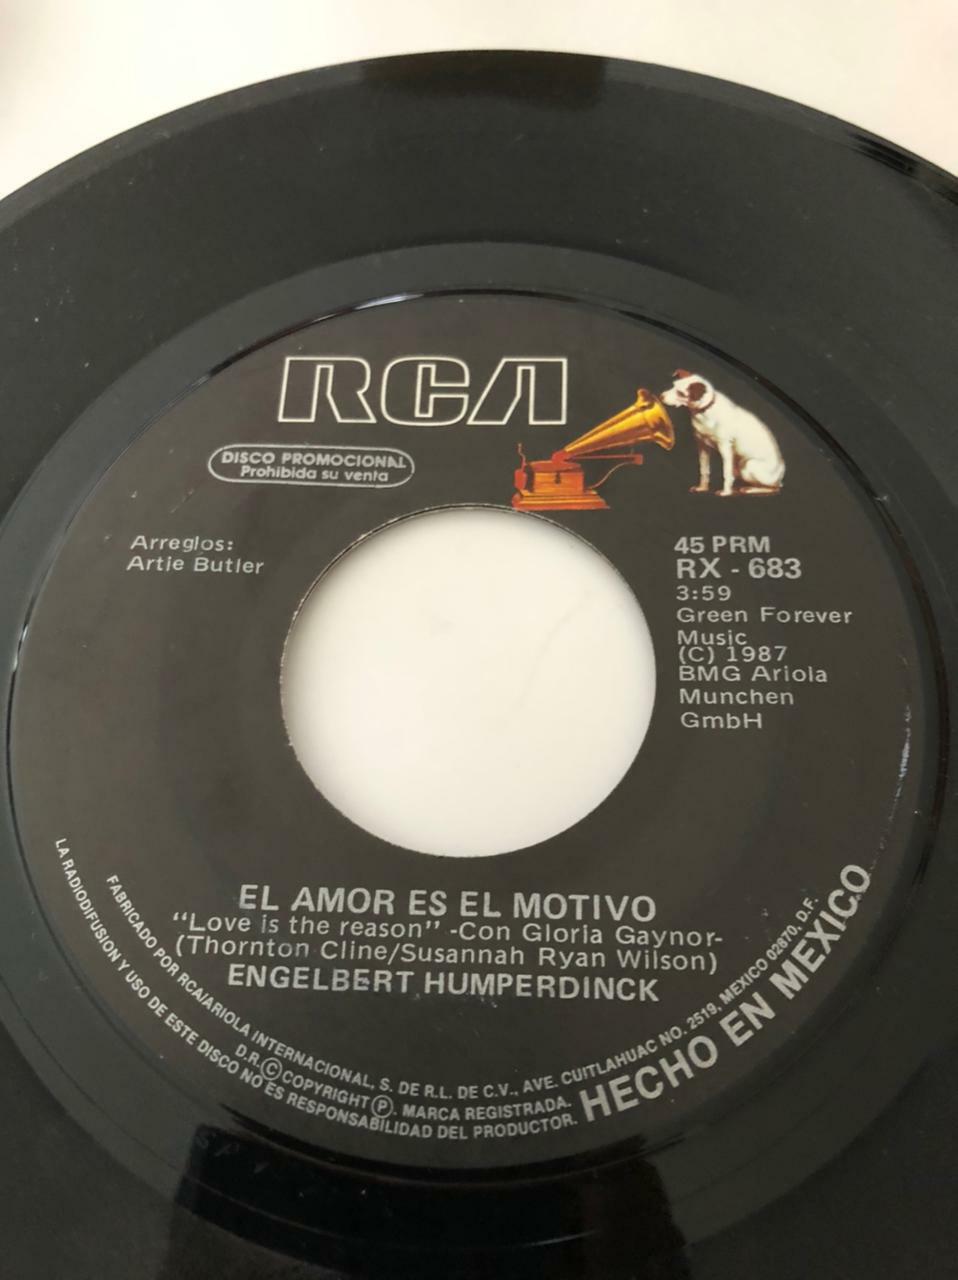 RCA
DISCO PROMOCIONAL
Prohibida su venta
Arreglos:
Artie Butler
45 PRM
RX - 683
3:59
Green Forever
Music
(C) 1987
BMG Ariola
Munchen
GmbH
EL AMOR ES EL MOTIVO
"Love is the reason" -Con Gloria Gaynor-
(Thornton Cline/Susannah Ryan Wilson)
ENGELBERT HUMPERDINCK
FABRICADO POR RCA/ARIOLA INTERNACIONAL, S. DE R.L. DE C.V., AVE. CUITLAHUAC NO. 2519, MEXICO 02870, D.F.
D.R. Ⓒ COPYRIGHT Ⓟ. MARCA REGISTRADA.
LA RADIODIFUSION Y USO DE ESTE DISCO NO ES RESPONSABILIDAD DEL PRODUCTOR.
HECHO EN MEXICO